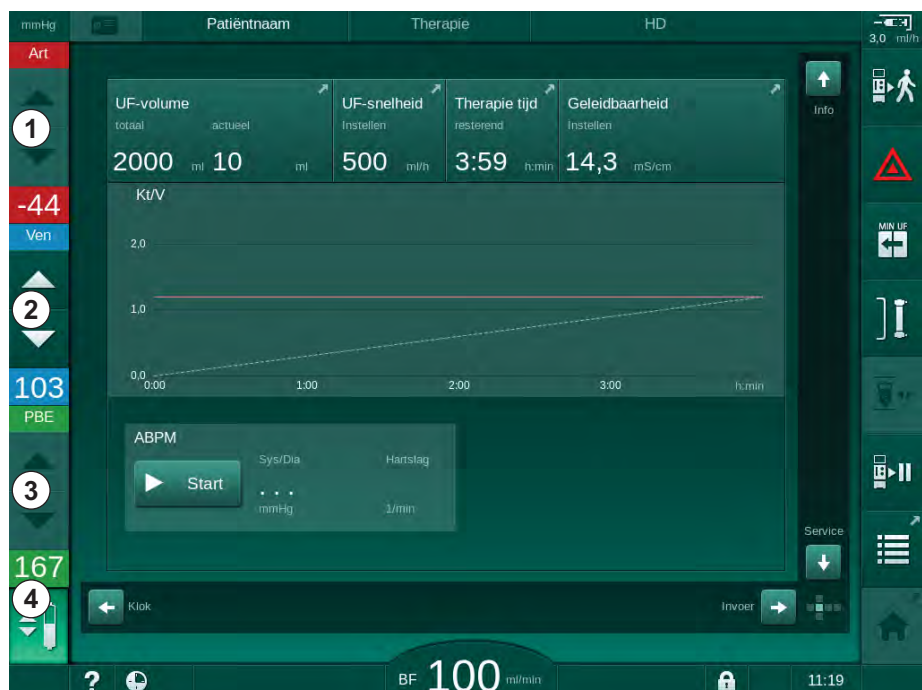 mmHg
Patiëntnaam
Therapie
HD
3,0 ml/h
Art
1
-44
Ven
2
103
PBE
3
167
4
UF-volume
totaal actueel
2000 ml 10 ml
UF-snelheid
Instellen
500 ml/h
Therapie tijd
resterend
3:59 h:min
Geleidbaarheid
Instellen
14,3 mS/cm
Kt/V
2,0
1,0
0,0
0:00 1:00 2:00 3:00 h:min
ABPM
Start
Sys/Dia
. . .
mmHg
Hartslag
1/min
Info
Service
MIN UF
Klok
Invoer
?
BF 100 ml/min
11:19